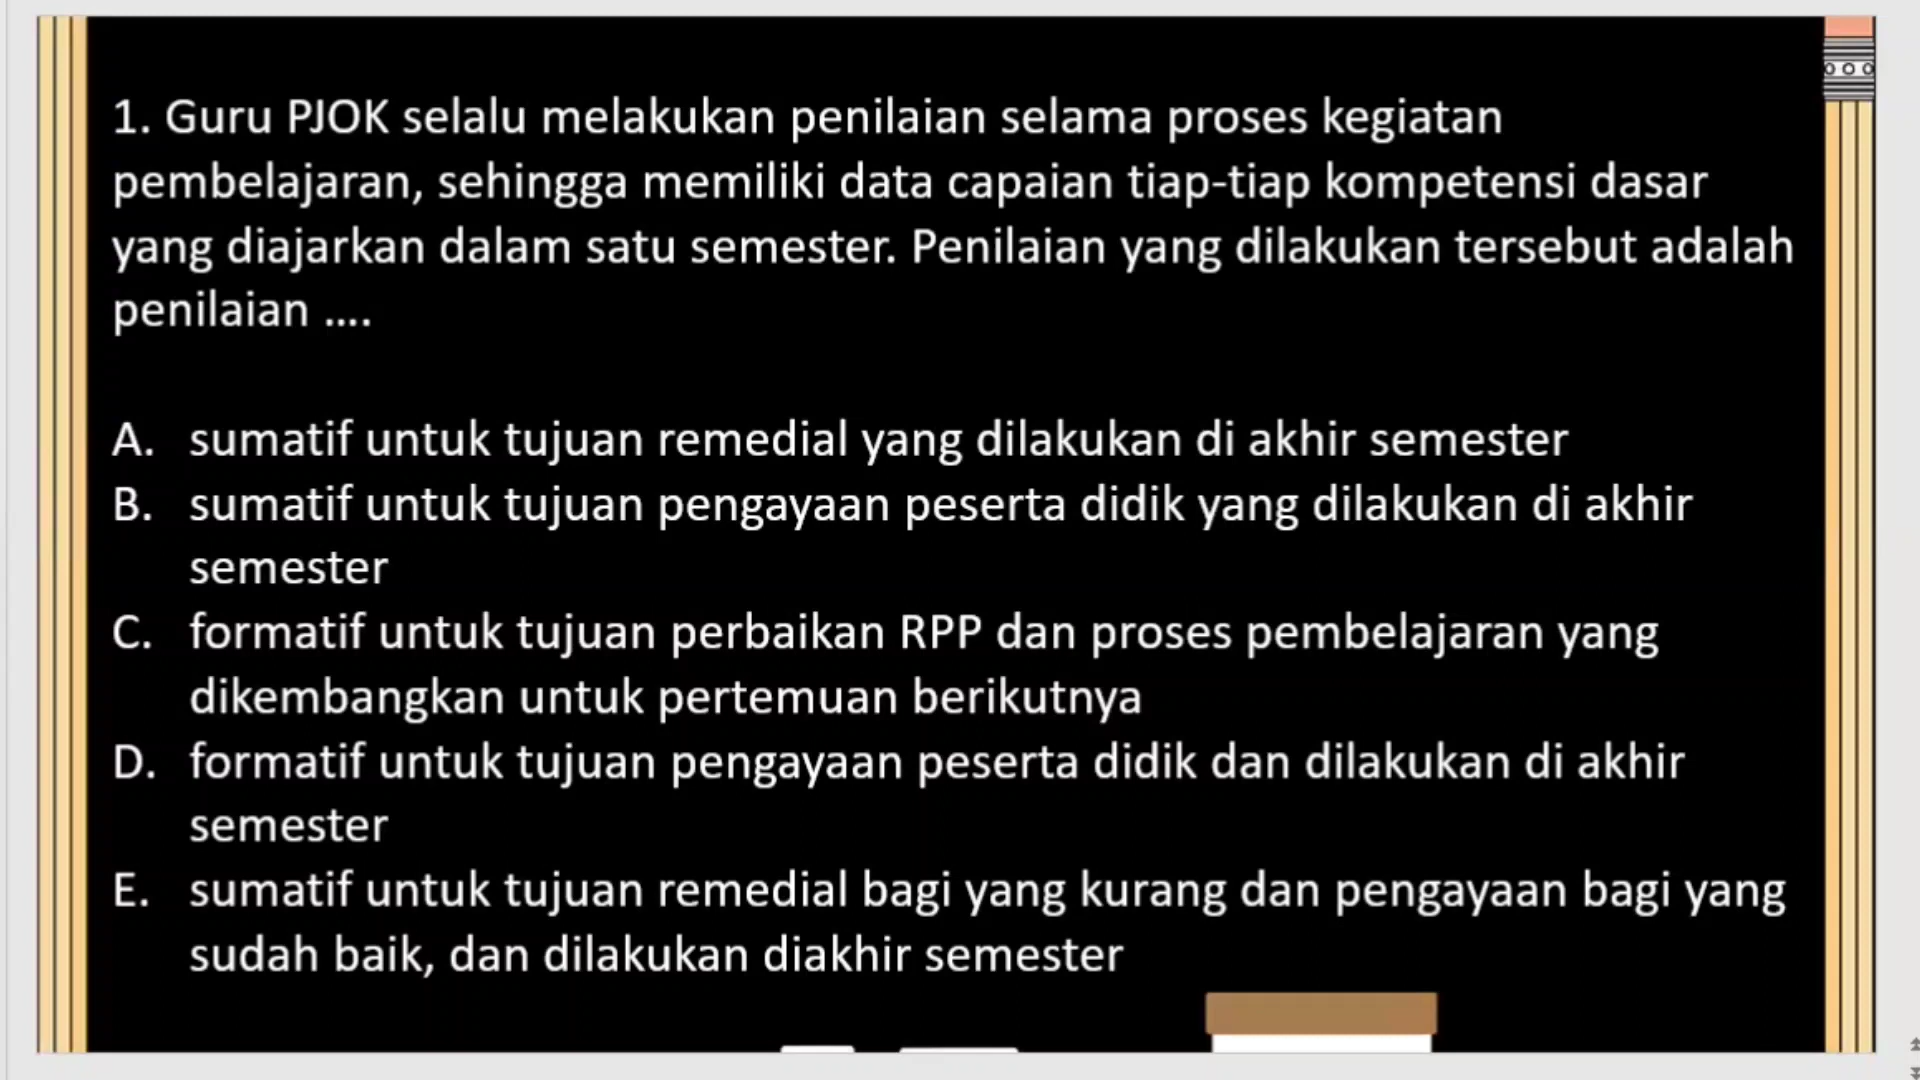 1. Guru PJOK selalu melakukan penilaian selama proses kegiatan
pembelajaran, sehingga memiliki data capaian tiap-tiap kompetensi dasar
yang diajarkan dalam satu semester. Penilaian yang dilakukan tersebut adalah
penilaian ....
A. sumatif untuk tujuan remedial yang dilakukan di akhir semester
B. sumatif untuk tujuan pengayaan peserta didik yang dilakukan di akhir
semester
C. formatif untuk tujuan perbaikan RPP dan proses pembelajaran yang
dikembangkan untuk pertemuan berikutnya
D. formatif untuk tujuan pengayaan peserta didik dan dilakukan di akhir
semester
E. sumatif untuk tujuan remedial bagi yang kurang dan pengayaan bagi yang
sudah baik, dan dilakukan diakhir semester